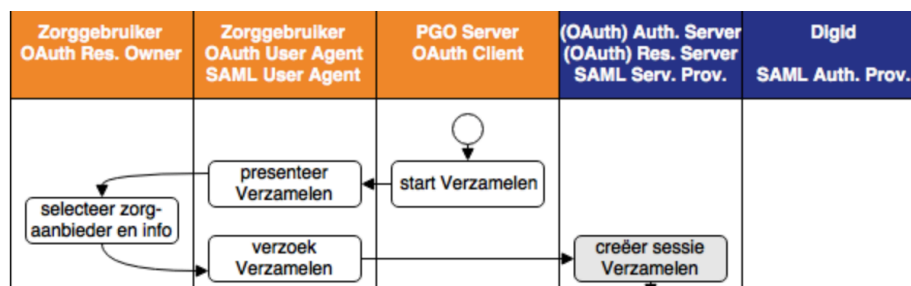 Zorggebruiker
OAuth Res. Owner
Zorggebruiker
OAuth User Agent
SAML User Agent
PGO Server
OAuth Client
(OAuth) Auth. Server
(OAuth) Res. Server
SAML Serv. Prov.
Digid
SAML Auth. Prov.
presenteer
Verzamelen
start Verzamelen
selecteer zorg-
aanbieder en info
verzoek
Verzamelen
creëer sessie
Verzamelen